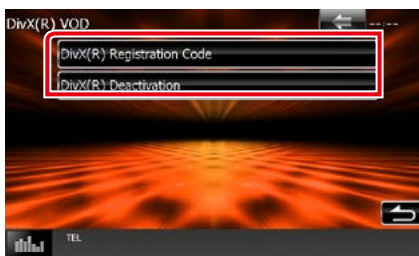 DivX(R) VOD
--:--
DivX(R) Registration Code
DivX(R) Deactivation
TEL